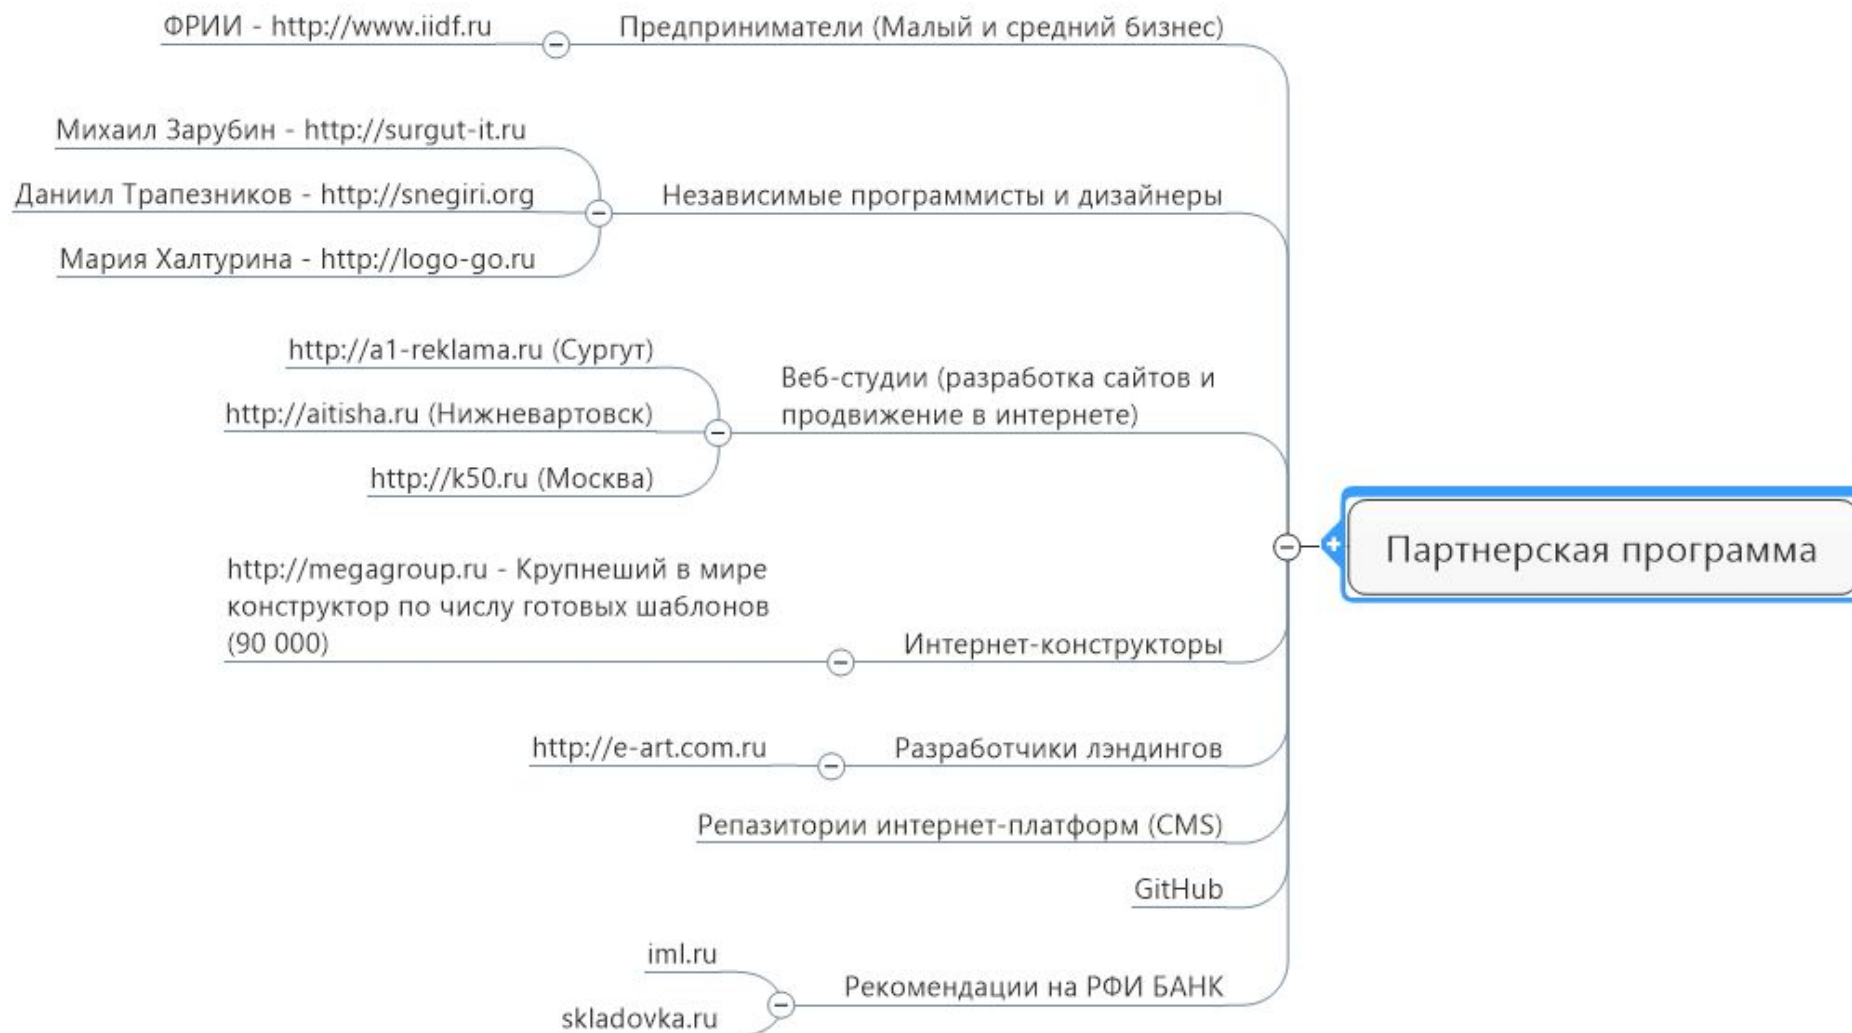 ФРИИ - http://www.iidf.ru
Предприниматели (Малый и средний бизнес)
Михаил Зарубин - http://surgut-it.ru
Даниил Трапезников - http://snegiri.org
Мария Халтурина - http://logo-go.ru
Независимые программисты и дизайнеры
http://a1-reklama.ru (Сургут)
http://aitisha.ru (Нижневартовск)
http://k50.ru (Москва)
Веб-студии (разработка сайтов и
продвижение в интернете)
http://megagroup.ru - Крупнеший в мире
конструктор по числу готовых шаблонов
(90 000)
Интернет-конструкторы
http://e-art.com.ru
Разработчики лэндингов
Репазитории интернет-платформ (CMS)
GitHub
iml.ru
skladovka.ru
Рекомендации на РФИ БАНК
Партнерская программа